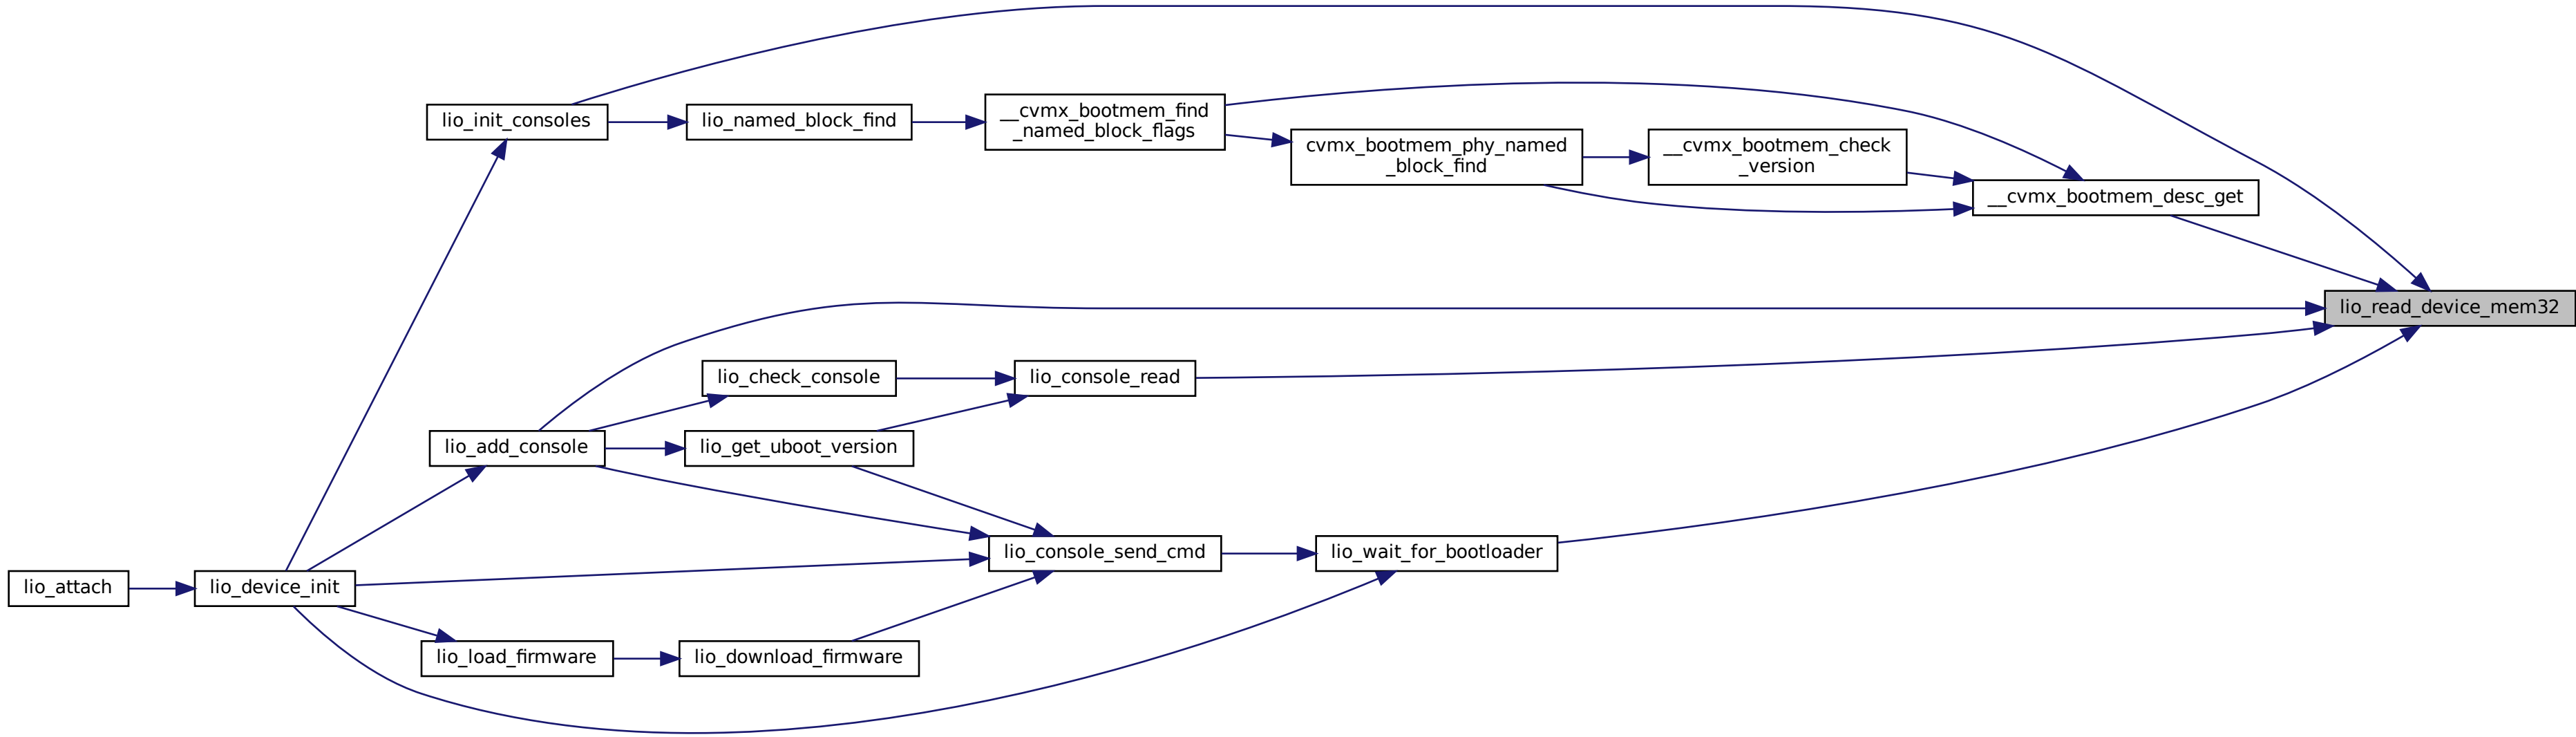 lio_init_consoles
lio_named_block_find
__cvmx_bootmem_find
_named_block_flags
cvmx_bootmem_phy_named
_block_find
__cvmx_bootmem_check
_version
__cvmx_bootmem_desc_get
lio_read_device_mem32
lio_check_console
lio_console_read
lio_add_console
lio_get_uboot_version
lio_console_send_cmd
lio_wait_for_bootloader
lio_attach
lio_device_init
lio_load_firmware
lio_download_firmware